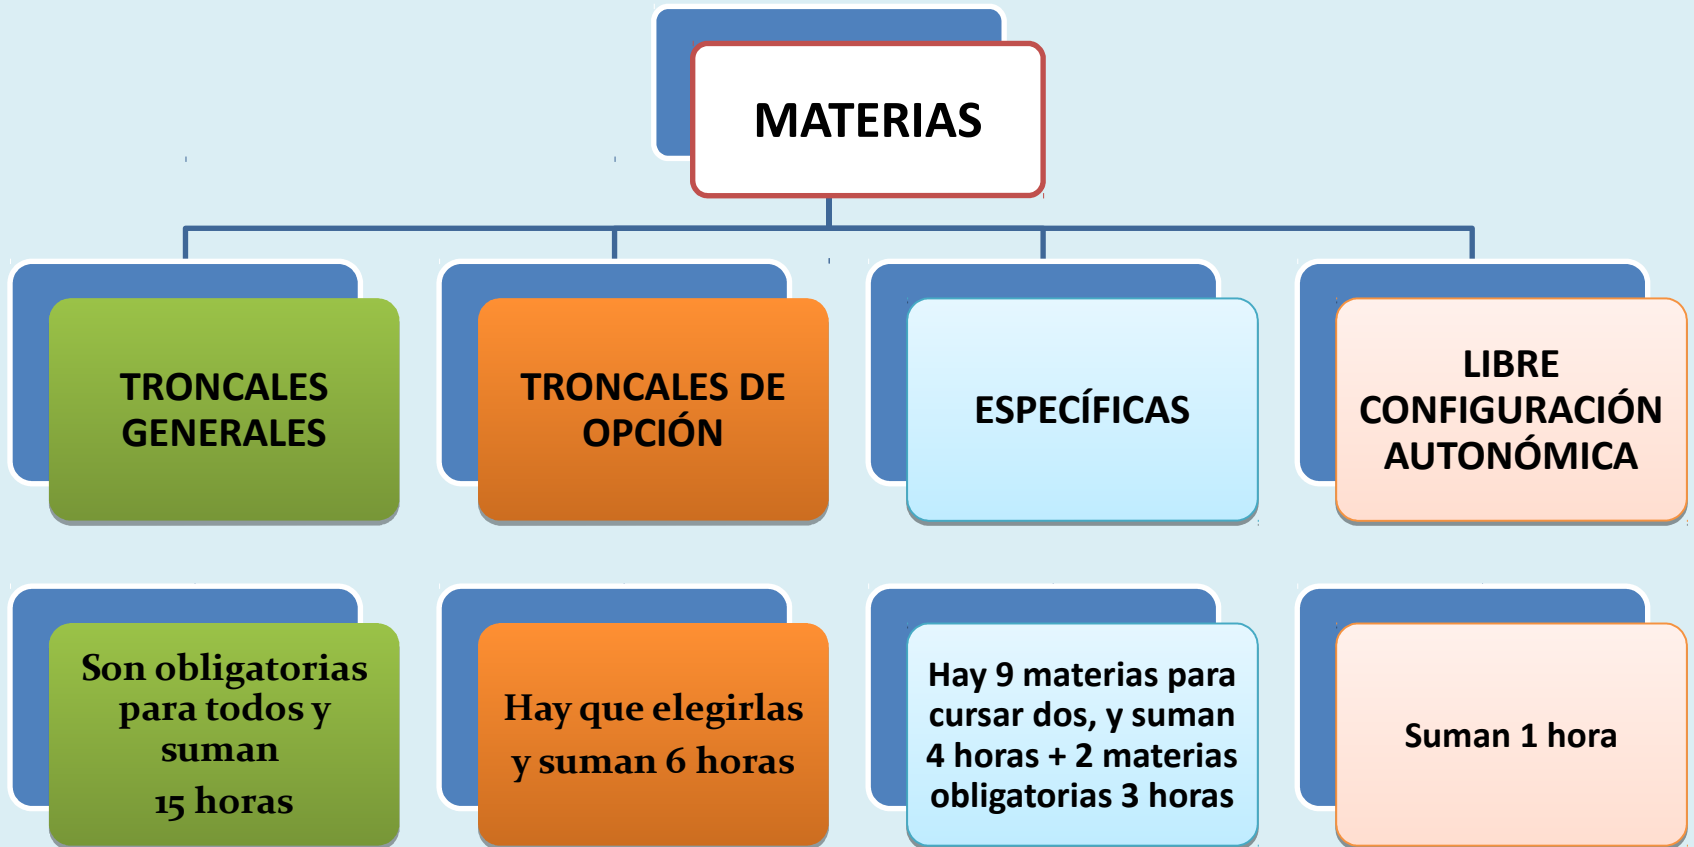 MATERIAS
TRONCALES
GENERALES
TRONCALES DE
OPCIÓN
ESPECÍFICAS
LIBRE
CONFIGURACIÓN
AUTONÓMICA
Son obligatorias
para todos y
suman
15 horas
Hay que elegirlas
y suman 6 horas
Hay 9 materias para
cursar dos, y suman
4 horas + 2 materias
obligatorias 3 horas
Suman 1 hora